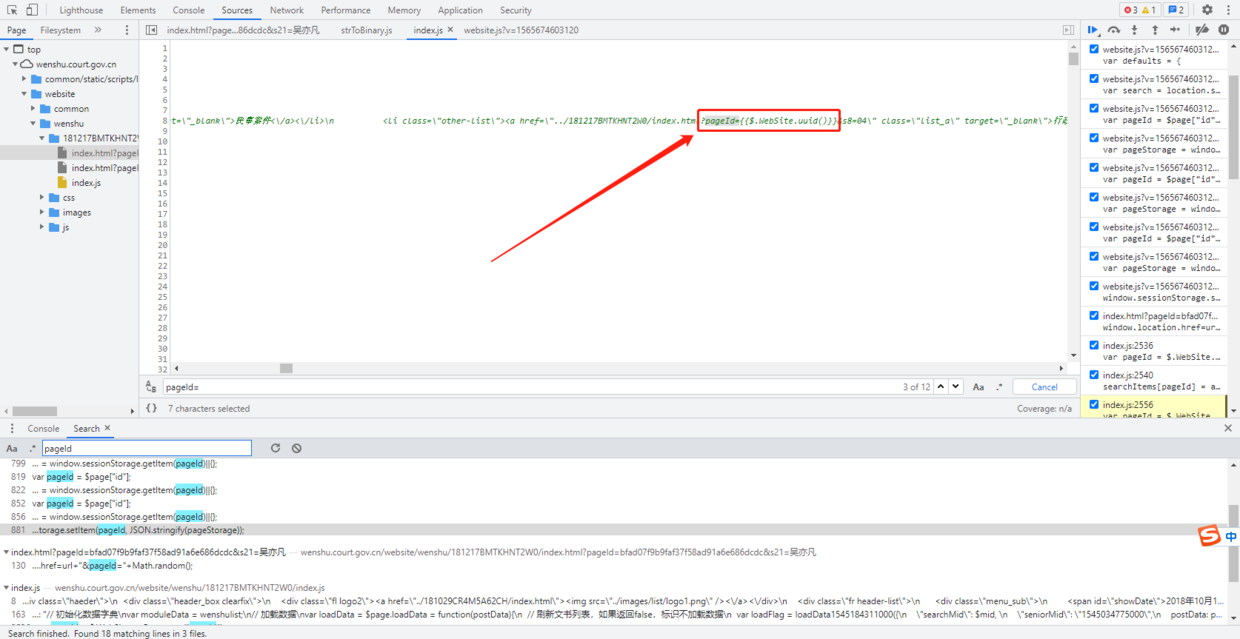 Lighthouse Elements Console Sources Network Performance Memory Application Security 3 1 2
Page Filesystem » index.html?page...86dcdc&s21=吴亦凡 strToBinary.js index.js × website.js?v=1565674603120
top
wenshu.court.gov.cn
common/static/scripts/l
website
common
wenshu
181217BMTKHNT2W
index.html?pageI
index.html?pageI
index.js
css
images
js
1
2
3
4
5
6
7
8 t=\"_blank\">民事案件<\/a><\/li>\n <li class=\"other-list\"><a href=\"../181217BMTKHNT2W0/index.html?pageId={{$.WebSite.uuid()}}&s8=04\" class=\"list_a\" target=\"_blank\">行政
9
10
11
12
13
14
15
16
17
18
19
20
21
22
23
24
25
26
27
28
29
30
31
32
website.js?v=156567460312...
var defaults = {
website.js?v=156567460312...
var search = location.s...
website.js?v=156567460312...
var pageId = $page["id"...
website.js?v=156567460312...
var pageStorage = windo...
website.js?v=156567460312...
var pageId = $page["id"...
website.js?v=156567460312...
var pageStorage = windo...
website.js?v=156567460312...
var pageId = $page["id"...
website.js?v=156567460312...
var pageStorage = windo...
website.js?v=156567460312...
window.sessionStorage.s...
index.html?pageId=bfad07f...
window.location.href=ur...
index.js:2536
var pageId = $.WebSite....
index.js:2540
searchItems[pageId] = a...
index.js:2556
var pageId = $.WebSite
pageId= 3 of 12 Aa .* Cancel
{} 7 characters selected Coverage: n/a
Console Search ×
Aa .* pageId
799 ... = window.sessionStorage.getItem(pageId)||{};
819 var pageId = $page["id"];
822 ... = window.sessionStorage.getItem(pageId)||{};
852 var pageId = $page["id"];
856 ... = window.sessionStorage.getItem(pageId)||{};
881 ...torage.setItem(pageId, JSON.stringify(pageStorage));
index.html?pageId=bfad07f9b9faf37f58ad91a6e686dcdc&s21=吴亦凡 — wenshu.court.gov.cn/website/wenshu/181217BMTKHNT2W0/index.html?pageId=bfad07f9b9faf37f58ad91a6e686dcdc&s21=吴亦凡
130 ....href=url+"&pageId="+Math.random();
index.js — wenshu.court.gov.cn/website/wenshu/181217BMTKHNT2W0/index.js
8 ...iv class=\"haeder\">\n <div class=\"header_box clearfix\">\n <div class=\"fl logo2\"><a href=\"../181029CR4M5A62CH/index.html\"><img src=\"../images/list/logo1.png\" /><\/a><\/div>\n <div class=\"fr header-list\">\n <div class=\"menu_sub\">\n <span id=\"showDate\">2018年10月1...
163 ...: "// 初始化数据字典\nvar moduleData = wenshulist;\n// 加载数据\nvar loadData = $page.loadData = function(postData){\n // 刷新文书列表，如果返回false，标识不加载数据\n var loadFlag = loadData1545184311000({\n \"searchMid\": $mid, \n \"seniorMid\": \"1545034775000\",\n postData: p...
Search finished. Found 18 matching lines in 3 files.
S 中